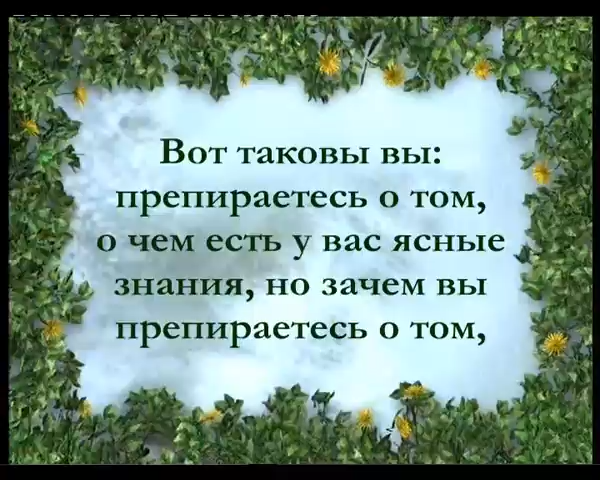 Вот таковы вы:
препираетесь о том,
о чем есть у вас ясные
знания, но зачем вы
препираетесь о том,